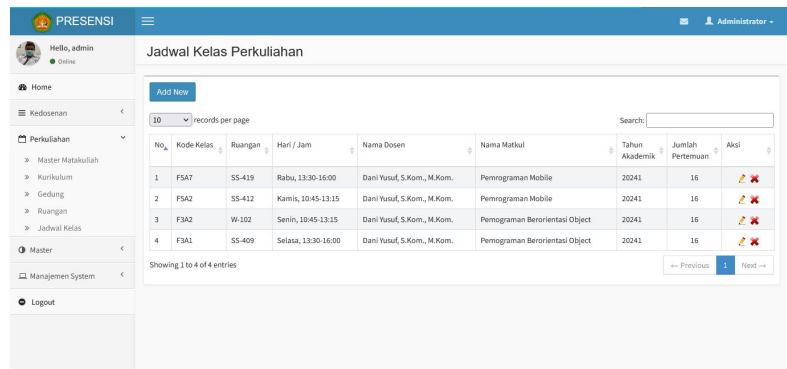 PRESENSI
Administrator
Hello, admin
Online
Home
Kedosenan
Perkuliahan
Master Matakuliah
Kurikulum
Gedung
Ruangan
Jadwal Kelas
Master
Manajemen System
Logout
Jadwal Kelas Perkuliahan
Add New
10 records per page
Search:
No Kode Kelas Ruangan Hari / Jam Nama Dosen Nama Matkul Tahun Akademik Jumlah Pertemuan Aksi
1 F5A7 SS-419 Rabu, 13:30-16:00 Dani Yusuf, S.Kom., M.Kom. Pemrograman Mobile 20241 16
2 F5A2 SS-412 Kamis, 10:45-13:15 Dani Yusuf, S.Kom., M.Kom. Pemrograman Mobile 20241 16
3 F3A2 W-102 Senin, 10:45-13:15 Dani Yusuf, S.Kom., M.Kom. Pemograman Berorientasi Object 20241 16
4 F3A1 SS-409 Selasa, 13:30-16:00 Dani Yusuf, S.Kom., M.Kom. Pemograman Berorientasi Object 20241 16
Showing 1 to 4 of 4 entries
← Previous 1 Next →